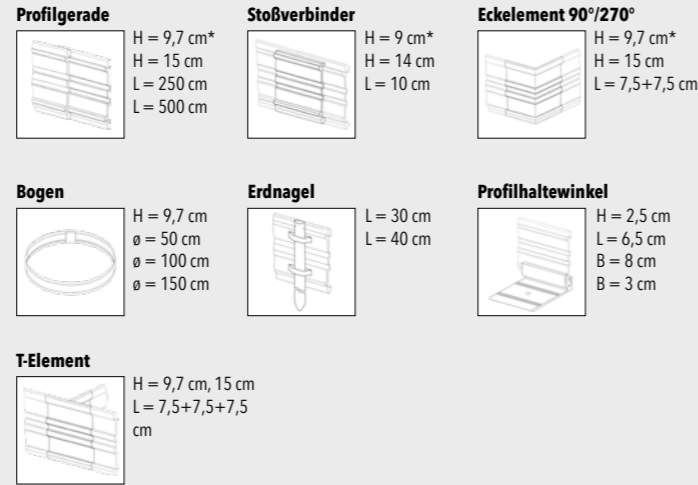 Profilgerade
H = 9,7 cm*
H = 15 cm
L = 250 cm
L = 500 cm
Stoßverbinder
H = 9 cm*
H = 14 cm
L = 10 cm
Eckelement 90°/270°
H = 9,7 cm*
H = 15 cm
L = 7,5+7,5 cm
Bogen
H = 9,7 cm
ø = 50 cm
ø = 100 cm
ø = 150 cm
Erdnagel
L = 30 cm
L = 40 cm
Profilhaltewinkel
H = 2,5 cm
L = 6,5 cm
B = 8 cm
B = 3 cm
T-Element
H = 9,7 cm, 15 cm
L = 7,5+7,5+7,5
cm